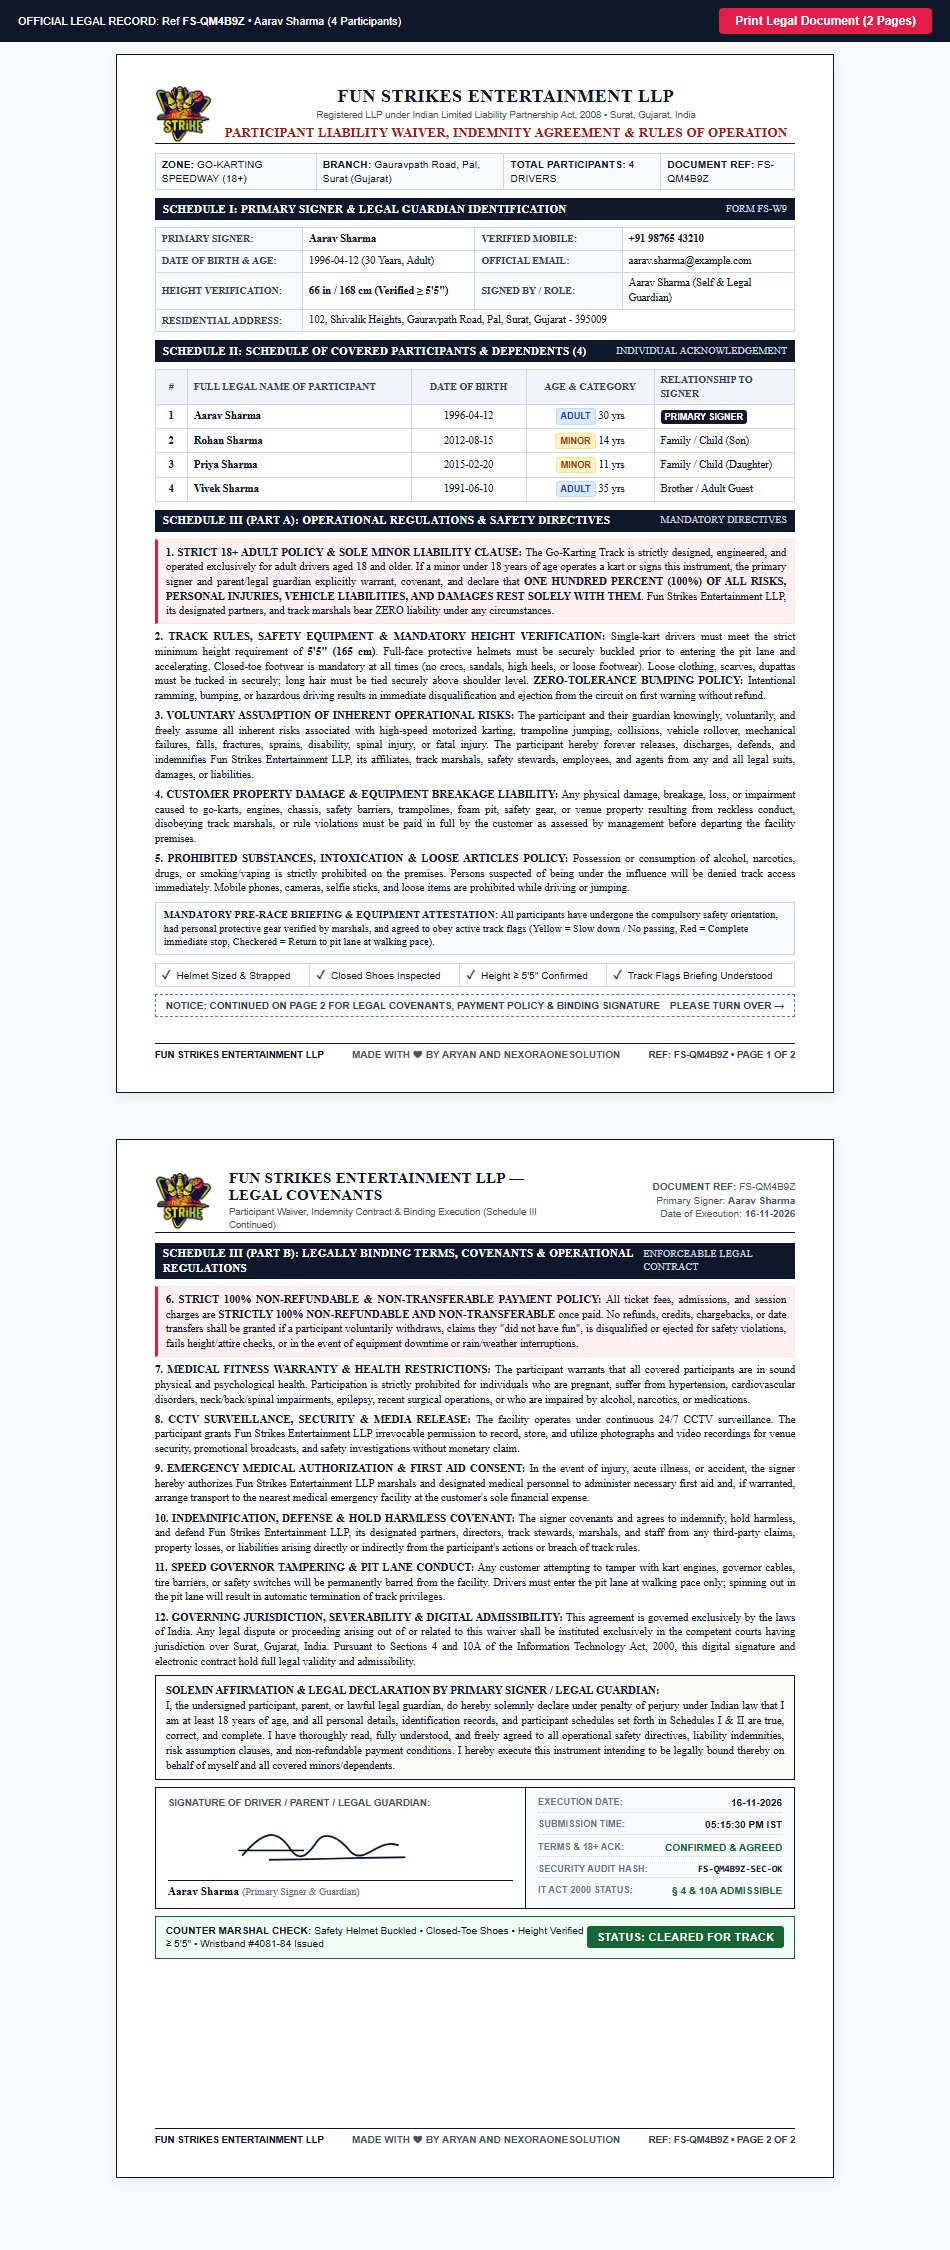 OFFICIAL LEGAL RECORD: Ref FS-QM4B9Z • Aarav Sharma (4 Participants)
Print Legal Document (2 Pages)
STRIKE
FUN STRIKES ENTERTAINMENT LLP
Registered LLP under Indian Limited Liability Partnership Act, 2008 • Surat, Gujarat, India
PARTICIPANT LIABILITY WAIVER, INDEMNITY AGREEMENT & RULES OF OPERATION
ZONE: GO-KARTING SPEEDWAY (18+)
BRANCH: Gauravpath Road, Pal, Surat (Gujarat)
TOTAL PARTICIPANTS: 4 DRIVERS
DOCUMENT REF: FS-QM4B9Z
SCHEDULE I: PRIMARY SIGNER & LEGAL GUARDIAN IDENTIFICATION FORM FS-W9
PRIMARY SIGNER: Aarav Sharma VERIFIED MOBILE: +91 98765 43210
DATE OF BIRTH & AGE: 1996-04-12 (30 Years, Adult) OFFICIAL EMAIL: aarav.sharma@example.com
HEIGHT VERIFICATION: 66 in / 168 cm (Verified ≥ 5'5") SIGNED BY / ROLE: Aarav Sharma (Self & Legal Guardian)
RESIDENTIAL ADDRESS: 102, Shivalik Heights, Gauravpath Road, Pal, Surat, Gujarat - 395009
SCHEDULE II: SCHEDULE OF COVERED PARTICIPANTS & DEPENDENTS (4) INDIVIDUAL ACKNOWLEDGEMENT
# FULL LEGAL NAME OF PARTICIPANT DATE OF BIRTH AGE & CATEGORY RELATIONSHIP TO SIGNER
1 Aarav Sharma 1996-04-12 ADULT 30 yrs PRIMARY SIGNER
2 Rohan Sharma 2012-08-15 MINOR 14 yrs Family / Child (Son)
3 Priya Sharma 2015-02-20 MINOR 11 yrs Family / Child (Daughter)
4 Vivek Sharma 1991-06-10 ADULT 35 yrs Brother / Adult Guest
SCHEDULE III (PART A): OPERATIONAL REGULATIONS & SAFETY DIRECTIVES MANDATORY DIRECTIVES
1. STRICT 18+ ADULT POLICY & SOLE MINOR LIABILITY CLAUSE: The Go-Karting Track is strictly designed, engineered, and
operated exclusively for adult drivers aged 18 and older. If a minor under 18 years of age operates a kart or signs this instrument, the primary
signer and parent/legal guardian explicitly warrant, covenant, and declare that ONE HUNDRED PERCENT (100%) OF ALL RISKS,
PERSONAL INJURIES, VEHICLE LIABILITIES, AND DAMAGES REST SOLELY WITH THEM. Fun Strikes Entertainment LLP,
its designated partners, and track marshals bear ZERO liability under any circumstances.
2. TRACK RULES, SAFETY EQUIPMENT & MANDATORY HEIGHT VERIFICATION: Single-kart drivers must meet the strict
minimum height requirement of 5'5" (165 cm). Full-face protective helmets must be securely buckled prior to entering the pit lane and
accelerating. Closed-toe footwear is mandatory at all times (no crocs, sandals, high heels, or loose footwear). Loose clothing, scarves, dupattas
must be tucked in securely; long hair must be tied securely above shoulder level. ZERO-TOLERANCE BUMPING POLICY: Intentional
ramming, bumping, or hazardous driving results in immediate disqualification and ejection from the circuit on first warning without refund.
3. VOLUNTARY ASSUMPTION OF INHERENT OPERATIONAL RISKS: The participant and their guardian knowingly, voluntarily, and
freely assume all inherent risks associated with high-speed motorized karting, trampoline jumping, collisions, vehicle rollover, mechanical
failures, falls, fractures, sprains, disability, spinal injury, or fatal injury. The participant hereby forever releases, discharges, defends, and
indemnifies Fun Strikes Entertainment LLP, its affiliates, track marshals, safety stewards, employees, and agents from any and all legal suits,
damages, or liabilities.
4. CUSTOMER PROPERTY DAMAGE & EQUIPMENT BREAKAGE LIABILITY: Any physical damage, breakage, loss, or impairment
caused to go-karts, engines, chassis, safety barriers, trampolines, foam pit, safety gear, or venue property resulting from reckless conduct,
disobeying track marshals, or rule violations must be paid in full by the customer as assessed by management before departing the facility
premises.
5. PROHIBITED SUBSTANCES, INTOXICATION & LOOSE ARTICLES POLICY: Possession or consumption of alcohol, narcotics,
drugs, or smoking/vaping is strictly prohibited on the premises. Persons suspected of being under the influence will be denied track access
immediately. Mobile phones, cameras, selfie sticks, and loose items are prohibited while driving or jumping.
MANDATORY PRE-RACE BRIEFING & EQUIPMENT ATTESTATION: All participants have undergone the compulsory safety orientation,
had personal protective gear verified by marshals, and agreed to obey active track flags (Yellow = Slow down / No passing, Red = Complete
immediate stop, Checkered = Return to pit lane at walking pace).
✓ Helmet Sized & Strapped ✓ Closed Shoes Inspected ✓ Height ≥ 5'5" Confirmed ✓ Track Flags Briefing Understood
NOTICE: CONTINUED ON PAGE 2 FOR LEGAL COVENANTS, PAYMENT POLICY & BINDING SIGNATURE PLEASE TURN OVER →
FUN STRIKES ENTERTAINMENT LLP MADE WITH ♥ BY ARYAN AND NEXORAONESOLUTION REF: FS-QM4B9Z • PAGE 1 OF 2
STRIKE
FUN STRIKES ENTERTAINMENT LLP —
LEGAL COVENANTS
Participant Waiver, Indemnity Contract & Binding Execution (Schedule III
Continued)
DOCUMENT REF: FS-QM4B9Z
Primary Signer: Aarav Sharma
Date of Execution: 16-11-2026
SCHEDULE III (PART B): LEGALLY BINDING TERMS, COVENANTS & OPERATIONAL REGULATIONS
ENFORCEABLE LEGAL CONTRACT
6. STRICT 100% NON-REFUNDABLE & NON-TRANSFERABLE PAYMENT POLICY: All ticket fees, admissions, and session
charges are STRICTLY 100% NON-REFUNDABLE AND NON-TRANSFERABLE once paid. No refunds, credits, chargebacks, or date
transfers shall be granted if a participant voluntarily withdraws, claims they "did not have fun", is disqualified or ejected for safety violations,
fails height/attire checks, or in the event of equipment downtime or rain/weather interruptions.
7. MEDICAL FITNESS WARRANTY & HEALTH RESTRICTIONS: The participant warrants that all covered participants are in sound
physical and psychological health. Participation is strictly prohibited for individuals who are pregnant, suffer from hypertension, cardiovascular
disorders, neck/back/spinal impairments, epilepsy, recent surgical operations, or who are impaired by alcohol, narcotics, or medications.
8. CCTV SURVEILLANCE, SECURITY & MEDIA RELEASE: The facility operates under continuous 24/7 CCTV surveillance. The
participant grants Fun Strikes Entertainment LLP irrevocable permission to record, store, and utilize photographs and video recordings for venue
security, promotional broadcasts, and safety investigations without monetary claim.
9. EMERGENCY MEDICAL AUTHORIZATION & FIRST AID CONSENT: In the event of injury, acute illness, or accident, the signer
hereby authorizes Fun Strikes Entertainment LLP marshals and designated medical personnel to administer necessary first aid and, if warranted,
arrange transport to the nearest medical emergency facility at the customer's sole financial expense.
10. INDEMNIFICATION, DEFENSE & HOLD HARMLESS COVENANT: The signer covenants and agrees to indemnify, hold harmless,
and defend Fun Strikes Entertainment LLP, its designated partners, directors, track stewards, marshals, and staff from any third-party claims,
property losses, or liabilities arising directly or indirectly from the participant's actions or breach of track rules.
11. SPEED GOVERNOR TAMPERING & PIT LANE CONDUCT: Any customer attempting to tamper with kart engines, governor cables,
tire barriers, or safety switches will be permanently barred from the facility. Drivers must enter the pit lane at walking pace only; spinning out in
the pit lane will result in automatic termination of track privileges.
12. GOVERNING JURISDICTION, SEVERABILITY & DIGITAL ADMISSIBILITY: This agreement is governed exclusively by the laws
of India. Any legal dispute or proceeding arising out of or related to this waiver shall be instituted exclusively in the competent courts having
jurisdiction over Surat, Gujarat, India. Pursuant to Sections 4 and 10A of the Information Technology Act, 2000, this digital signature and
electronic contract hold full legal validity and admissibility.
SOLEMN AFFIRMATION & LEGAL DECLARATION BY PRIMARY SIGNER / LEGAL GUARDIAN:
I, the undersigned participant, parent, or lawful legal guardian, do hereby solemnly declare under penalty of perjury under Indian law that I
am at least 18 years of age, and all personal details, identification records, and participant schedules set forth in Schedules I & II are true,
correct, and complete. I have thoroughly read, fully understood, and freely agreed to all operational safety directives, liability indemnities,
risk assumption clauses, and non-refundable payment conditions. I hereby execute this instrument intending to be legally bound thereby on
behalf of myself and all covered minors/dependents.
SIGNATURE OF DRIVER / PARENT / LEGAL GUARDIAN:
Aarav Sharma (Primary Signer & Guardian)
EXECUTION DATE: 16-11-2026
SUBMISSION TIME: 05:15:30 PM IST
TERMS & 18+ ACK: CONFIRMED & AGREED
SECURITY AUDIT HASH: FS-QM4B9Z-SEC-OK
IT ACT 2000 STATUS: § 4 & 10A ADMISSIBLE
COUNTER MARSHAL CHECK: Safety Helmet Buckled • Closed-Toe Shoes • Height Verified
≥ 5'5" • Wristband #4081-84 Issued
STATUS: CLEARED FOR TRACK
FUN STRIKES ENTERTAINMENT LLP MADE WITH ♥ BY ARYAN AND NEXORAONESOLUTION REF: FS-QM4B9Z • PAGE 2 OF 2